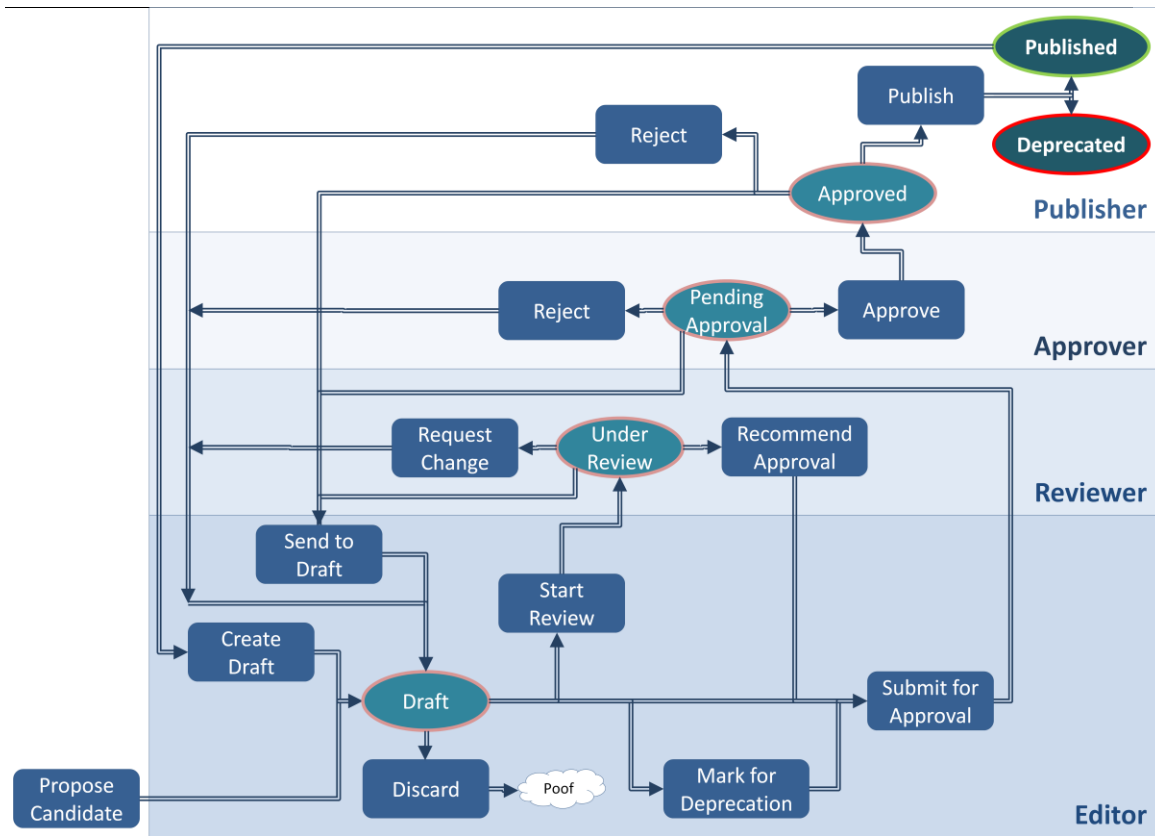 Published
Publish
Reject
Deprecated
Approved
Publisher
Reject
Pending
Approval
Approve
Approver
Request
Change
Under
Review
Recommend
Approval
Reviewer
Send to
Draft
Start
Review
Create
Draft
Draft
Submit for
Approval
Propose
Candidate
Discard
Poof
Mark for
Deprecation
Editor